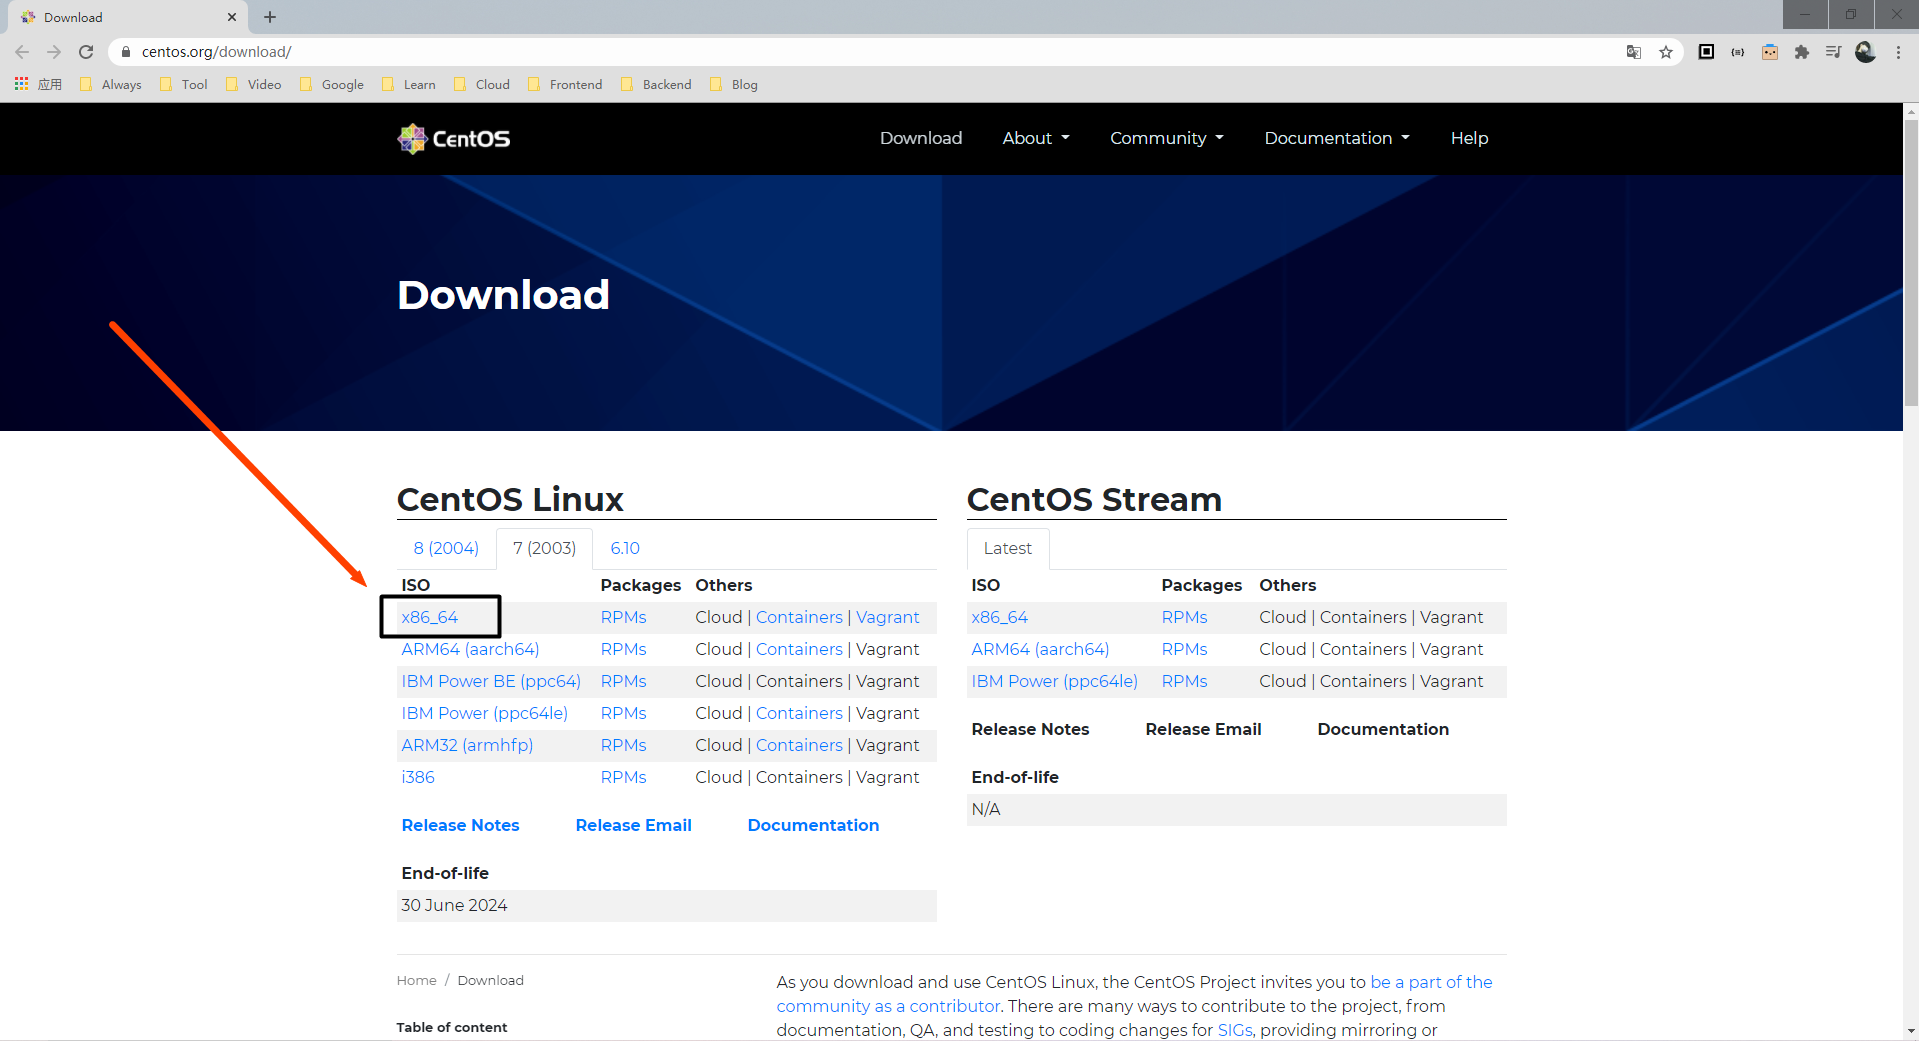 Download
centos.org/download/
应用 Always Tool Video Google Learn Cloud Frontend Backend Blog
CentOS Download About Community Documentation Help
Download
CentOS Linux
8 (2004) 7 (2003) 6.10
ISO Packages Others
x86_64 RPMs Cloud | Containers | Vagrant
ARM64 (aarch64) RPMs Cloud | Containers | Vagrant
IBM Power BE (ppc64) RPMs Cloud | Containers | Vagrant
IBM Power (ppc64le) RPMs Cloud | Containers | Vagrant
ARM32 (armhfp) RPMs Cloud | Containers | Vagrant
i386 RPMs Cloud | Containers | Vagrant
Release Notes Release Email Documentation
End-of-life
30 June 2024
CentOS Stream
Latest
ISO Packages Others
x86_64 RPMs Cloud | Containers | Vagrant
ARM64 (aarch64) RPMs Cloud | Containers | Vagrant
IBM Power (ppc64le) RPMs Cloud | Containers | Vagrant
Release Notes Release Email Documentation
End-of-life
N/A
Home / Download
Table of content
As you download and use CentOS Linux, the CentOS Project invites you to be a part of the
community as a contributor. There are many ways to contribute to the project, from
documentation, QA, and testing to coding changes for SIGs, providing mirroring or